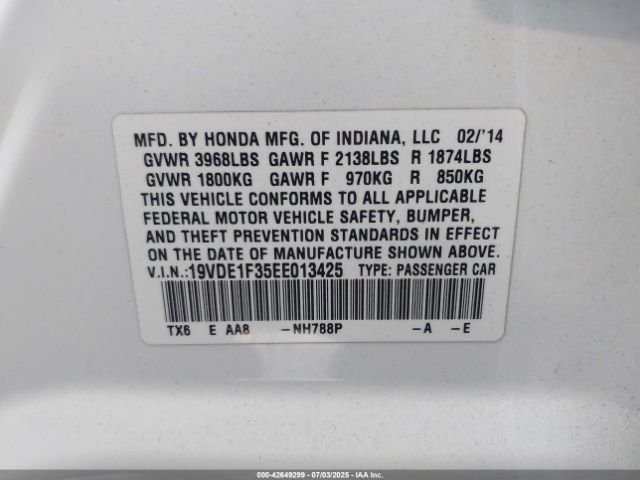 MFD. BY HONDA MFG. OF INDIANA, LLC 02/'14
GVWR 3968LBS GAWR F 2138LBS R 1874LBS
GVWR 1800KG GAWR F 970KG R 850KG
THIS VEHICLE CONFORMS TO ALL APPLICABLE
FEDERAL MOTOR VEHICLE SAFETY, BUMPER,
AND THEFT PREVENTION STANDARDS IN EFFECT
ON THE DATE OF MANUFACTURE SHOWN ABOVE.
V.I.N.:19VDE1F35EE013425 TYPE: PASSENGER CAR
TX6 E AA8 -NH788P -A -E
000-42649299 - 07/03/2025 - IAAI.COM